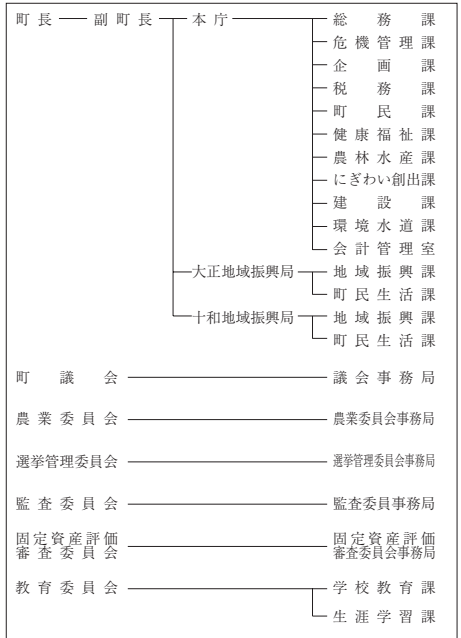 町長 副町長 本庁 総務課
危機管理課
企画課
税務課
町民課
健康福祉課
農林水産課
にぎわい創出課
建設課
環境水道課
会計管理室
大正地域振興局 地域振興課
町民生活課
十和地域振興局 地域振興課
町民生活課
町議会 議会事務局
農業委員会 農業委員会事務局
選挙管理委員会 選挙管理委員会事務局
監査委員会 監査委員事務局
固定資産評価 固定資産評価
審査委員会 審査委員会事務局
教育委員会 学校教育課
生涯学習課